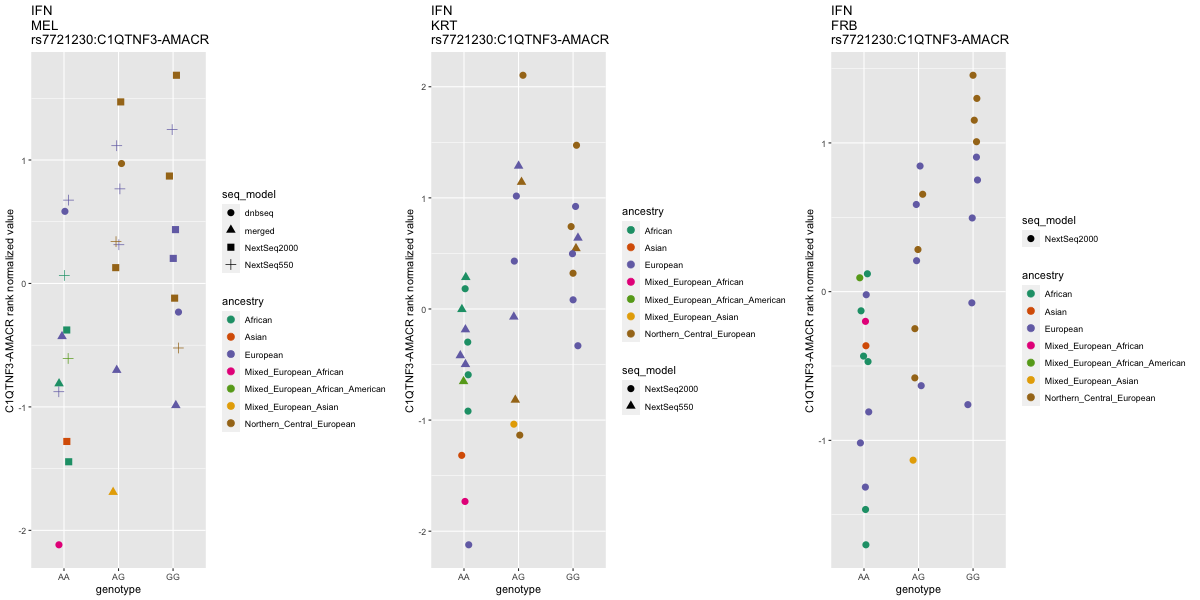 IFN
MEL
rs7721230:C1QTNF3-AMACR
C1QTNF3-AMACR rank normalized value
1
0
-1
-2
AA
AG
GG
genotype
seq_model
dnbseq
merged
NextSeq2000
NextSeq550
ancestry
African
Asian
European
Mixed_European_African
Mixed_European_African_American
Mixed_European_Asian
Northern_Central_European
IFN
KRT
rs7721230:C1QTNF3-AMACR
C1QTNF3-AMACR rank normalized value
2
1
0
-1
-2
AA
AG
GG
genotype
ancestry
African
Asian
European
Mixed_European_African
Mixed_European_African_American
Mixed_European_Asian
Northern_Central_European
seq_model
NextSeq2000
NextSeq550
IFN
FRB
rs7721230:C1QTNF3-AMACR
C1QTNF3-AMACR rank normalized value
1
0
-1
AA
AG
GG
genotype
seq_model
NextSeq2000
ancestry
African
Asian
European
Mixed_European_African
Mixed_European_African_American
Mixed_European_Asian
Northern_Central_European